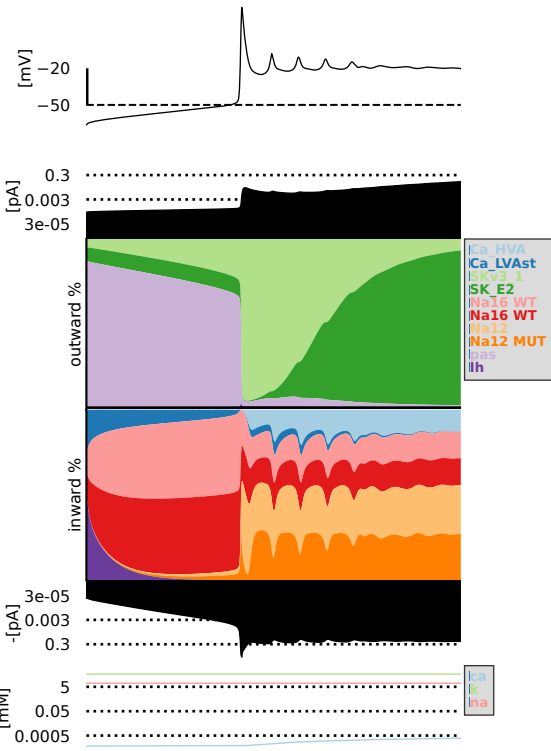 [mV]
−20
−50
[pA]
0.3
0.003
3e-05
outward %
Ca_HVA
Ca_LVAst
SKv3_1
SK_E2
Na16 WT
Na16 WT
Na12
Na12 MUT
pas
Ih
inward %
-[pA]
3e-05
0.003
0.3
[mM]
5
0.05
0.0005
ca
k
na